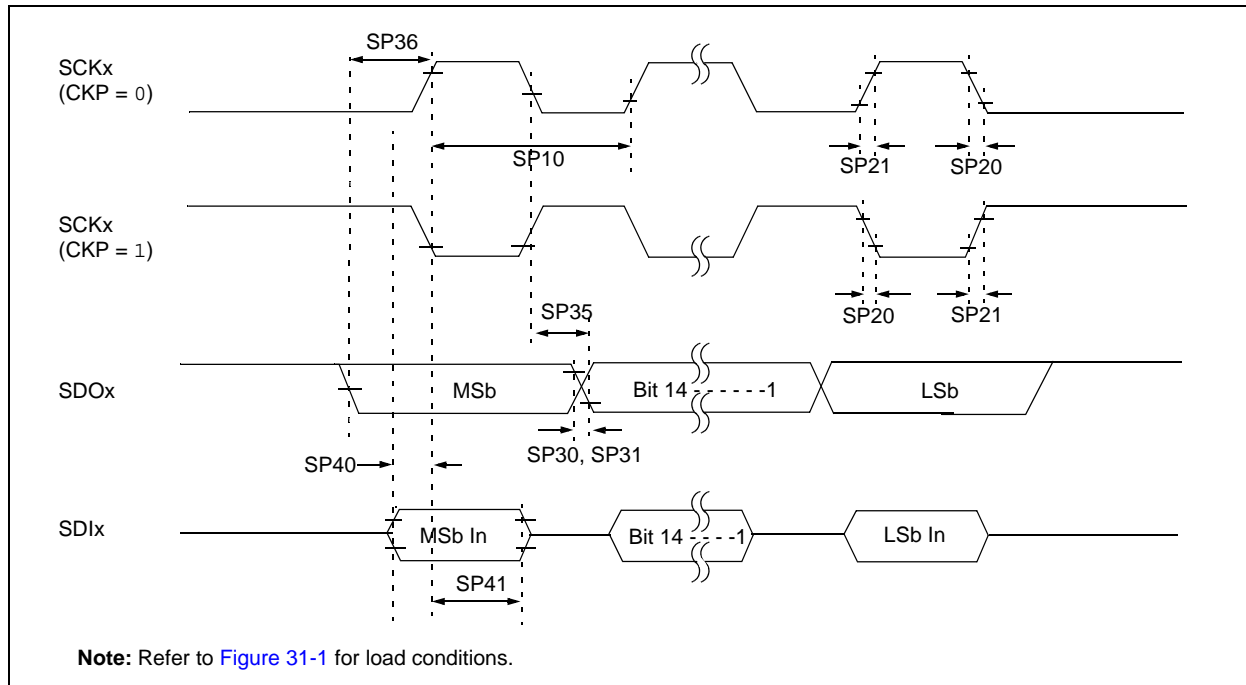 SP36
SCKx
(CKP = 0)
SP10
SP21
SP20
SCKx
(CKP = 1)
SP35
SP20
SP21
SDOx
MSb
Bit 14 - - - - - -1
LSb
SP40
SP30, SP31
SDIx
MSb In
Bit 14 - - - - -1
LSb In
SP41
Note: Refer to Figure 31-1 for load conditions.